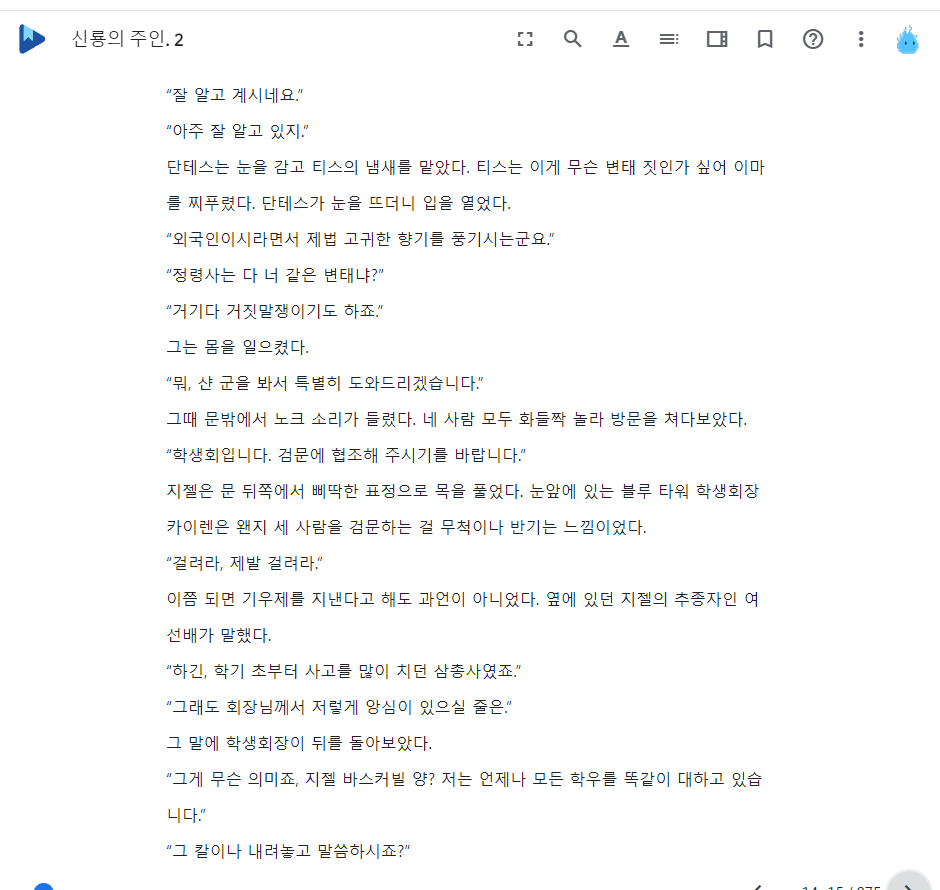 신룡의 주인. 2
“잘 알고 계시네요.”
“아주 잘 알고 있지.”
단테스는 눈을 감고 티스의 냄새를 맡았다. 티스는 이게 무슨 변태 짓인가 싶어 이마
를 찌푸렸다. 단테스가 눈을 뜨더니 입을 열었다.
“외국인이시라면서 제법 고귀한 향기를 풍기시는군요.”
“정령사는 다 너 같은 변태냐?”
“거기다 거짓말쟁이기도 하죠.”
그는 몸을 일으켰다.
“뭐, 샨 군을 봐서 특별히 도와드리겠습니다.”
그때 문밖에서 노크 소리가 들렸다. 네 사람 모두 화들짝 놀라 방문을 쳐다보았다.
“학생회입니다. 검문에 협조해 주시기를 바랍니다.”
지젤은 문 뒤쪽에서 삐딱한 표정으로 목을 풀었다. 눈앞에 있는 블루 타워 학생회장
카이렌은 왠지 세 사람을 검문하는 걸 무척이나 반기는 느낌이었다.
“걸려라, 제발 걸려라.”
이쯤 되면 기우제를 지낸다고 해도 과언이 아니었다. 옆에 있던 지젤의 추종자인 여
선배가 말했다.
“하긴, 학기 초부터 사고를 많이 치던 삼총사였죠.”
“그래도 회장님께서 저렇게 앙심이 있으실 줄은.”
그 말에 학생회장이 뒤를 돌아보았다.
“그게 무슨 의미죠, 지젤 바스커빌 양? 저는 언제나 모든 학우를 똑같이 대하고 있습
니다.”
“그 칼이나 내려놓고 말씀하시죠?”